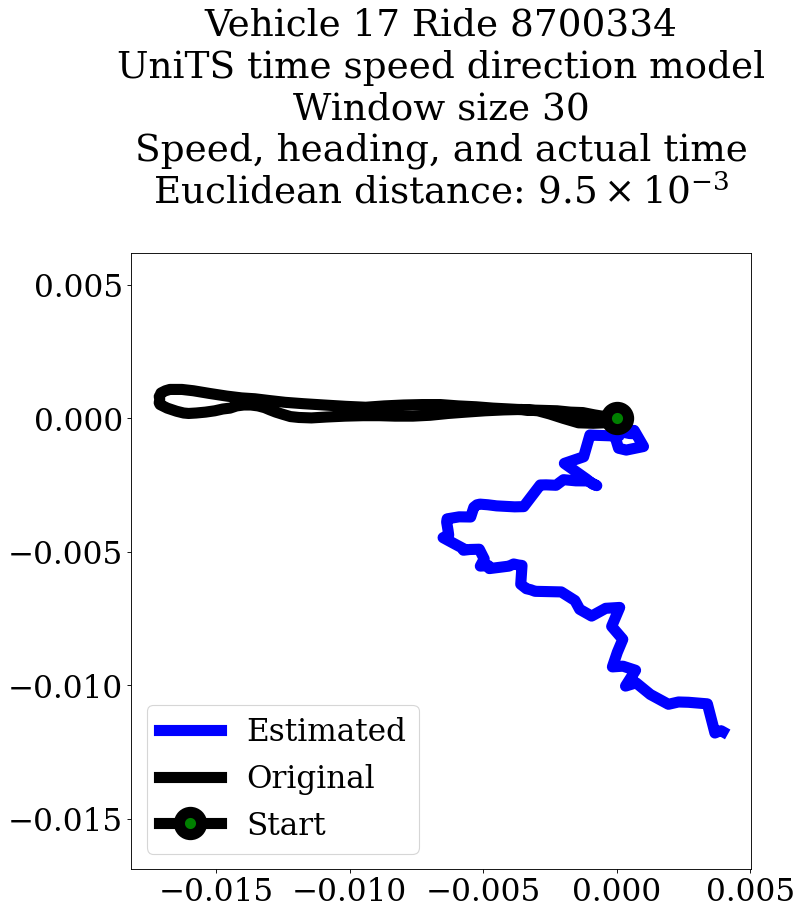 Vehicle 17 Ride 8700334
UniTS time speed direction model
Window size 30
Speed, heading, and actual time
Euclidean distance: 9.5 × 10⁻³
0.005
0.000
−0.005
−0.010
−0.015
Estimated
Original
Start
−0.015 −0.010 −0.005 0.000 0.005